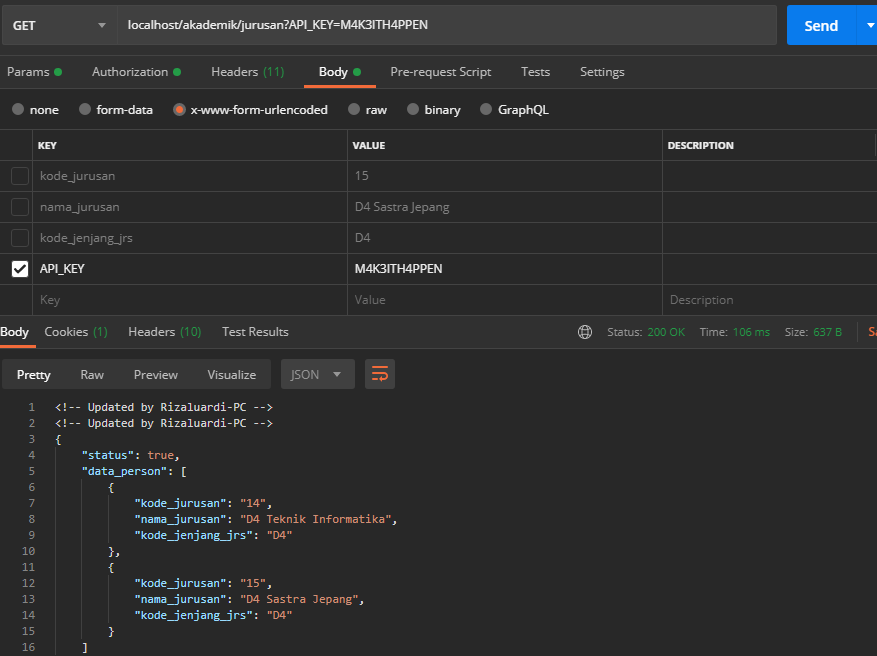 GET localhost/akademik/jurusan?API_KEY=M4K3ITH4PPEN Send
Params Authorization Headers (11) Body Pre-request Script Tests Settings
none form-data x-www-form-urlencoded raw binary GraphQL
KEY VALUE DESCRIPTION
kode_jurusan 15
nama_jurusan D4 Sastra Jepang
kode_jenjang_jrs D4
API_KEY M4K3ITH4PPEN
Key Value Description
Body Cookies (1) Headers (10) Test Results Status: 200 OK Time: 106 ms Size: 637 B Sa
Pretty Raw Preview Visualize JSON
1 <!-- Updated by Rizaluardi-PC -->
2 <!-- Updated by Rizaluardi-PC -->
3 {
4 "status": true,
5 "data_person": [
6 {
7 "kode_jurusan": "14",
8 "nama_jurusan": "D4 Teknik Informatika",
9 "kode_jenjang_jrs": "D4"
10 },
11 {
12 "kode_jurusan": "15",
13 "nama_jurusan": "D4 Sastra Jepang",
14 "kode_jenjang_jrs": "D4"
15 }
16 ]